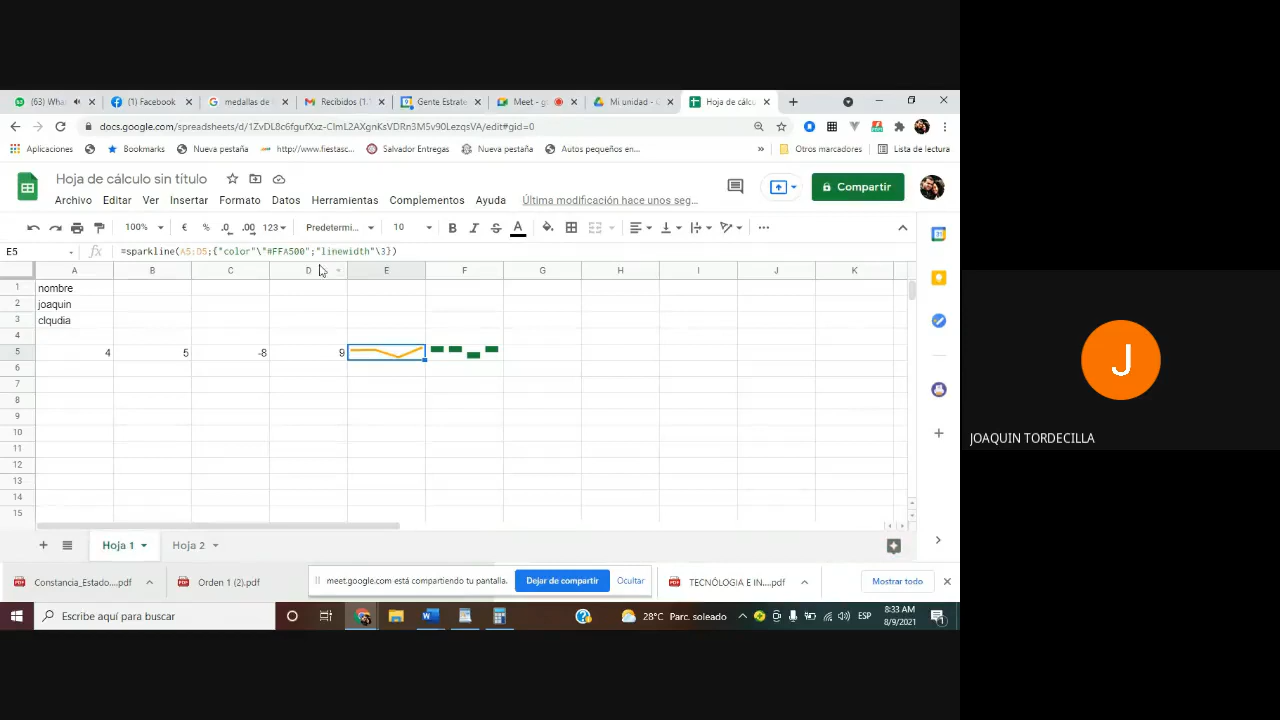 (63) Wha
(1) Facebook
medallas de
Recibidos (1.
Gente Estrate
Meet - g
Mi unidad -
Hoja de cálcu
docs.google.com/spreadsheets/d/1ZvDL8c6fgufXxz-ClmL2AXgnKsVDRn3M5v90LezqsVA/edit#gid=0
Aplicaciones
Bookmarks
Nueva pestaña
http://www.fiestasc...
Salvador Entregas
Nueva pestaña
Autos pequeños en...
»
Otros marcadores
Lista de lectura
Hoja de cálculo sin título
Compartir
Archivo Editar Ver Insertar Formato Datos Herramientas Complementos Ayuda Última modificación hace unos seg...
100% € % .0 .00 123 Predetermi... 10 B I S A
E5 fx =sparkline(A5:D5;{"color"\"#FFA500";"linewidth"\3})
A B C D E F G H I J K
1 nombre
2 joaquin
3 clqudia
4
5 4 5 -8 9
6
7
8
9
10
11
12
13
14
15
Hoja 1
Hoja 2
Constancia_Estado....pdf
Orden 1 (2).pdf
meet.google.com está compartiendo tu pantalla.
Dejar de compartir
Ocultar
TECNÓLOGIA E IN....pdf
Mostrar todo
Escribe aquí para buscar
28°C Parc. soleado
ESP
8:33 AM
8/9/2021
1
J
JOAQUIN TORDECILLA